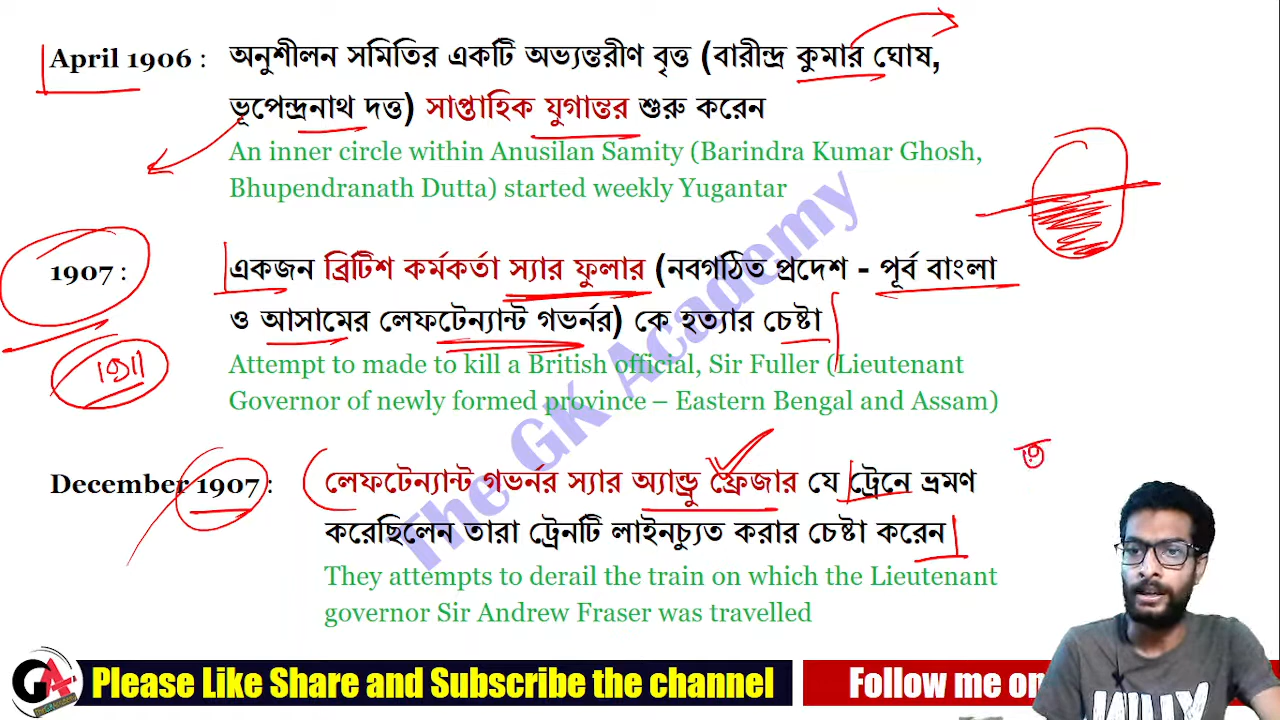 April 1906 : অনুশীলন সমিতির একটি অভ্যন্তরীণ বৃত্ত (বারীন্দ্র কুমার ঘোষ,
ভূপেন্দ্রনাথ দত্ত) সাপ্তাহিক যুগান্তর শুরু করেন
An inner circle within Anusilan Samity (Barindra Kumar Ghosh,
Bhupendranath Dutta) started weekly Yugantar
1907 : একজন ব্রিটিশ কর্মকর্তা স্যার ফুলার (নবগঠিত প্রদেশ - পূর্ব বাংলা
ও আসামের লেফটেন্যান্ট গভর্নর) কে হত্যার চেষ্টা
Attempt to made to kill a British official, Sir Fuller (Lieutenant
Governor of newly formed province – Eastern Bengal and Assam)
December 1907 : লেফটেন্যান্ট গভর্নর স্যার অ্যান্ড্রু ফ্রেজার যে ট্রেনে ভ্রমণ
করেছিলেন তারা ট্রেনটি লাইনচ্যুত করার চেষ্টা করেন
They attempts to derail the train on which the Lieutenant
governor Sir Andrew Fraser was travelled
The GK Academy
GA
Please Like Share and Subscribe the channel
Follow me on